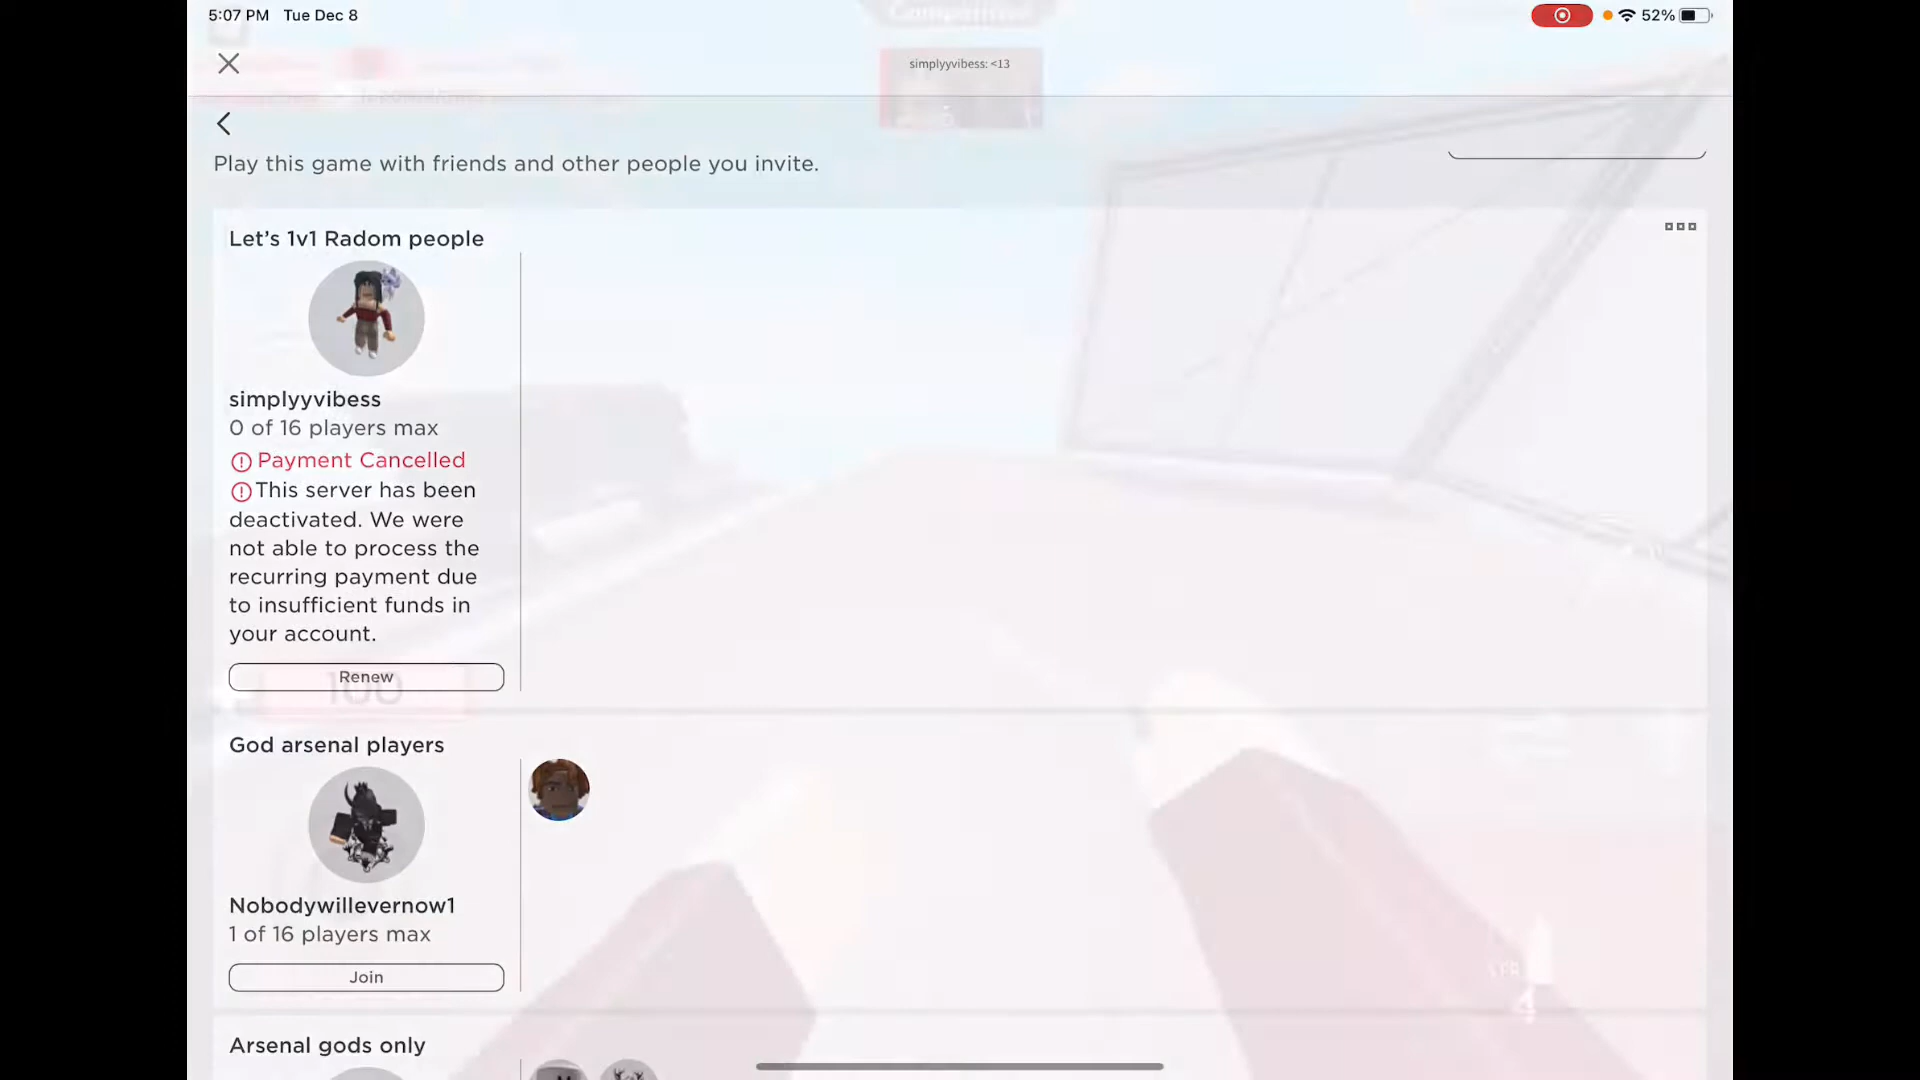 5:07 PM Tue Dec 8
52%
Competitive
simplyyvibess: <13
Play this game with friends and other people you invite.
Let’s 1v1 Radom people
simplyyvibess
0 of 16 players max
Payment Cancelled
This server has been
deactivated. We were
not able to process the
recurring payment due
to insufficient funds in
your account.
Renew
100
God arsenal players
Nobodywillevernow1
1 of 16 players max
Join
4
Arsenal gods only